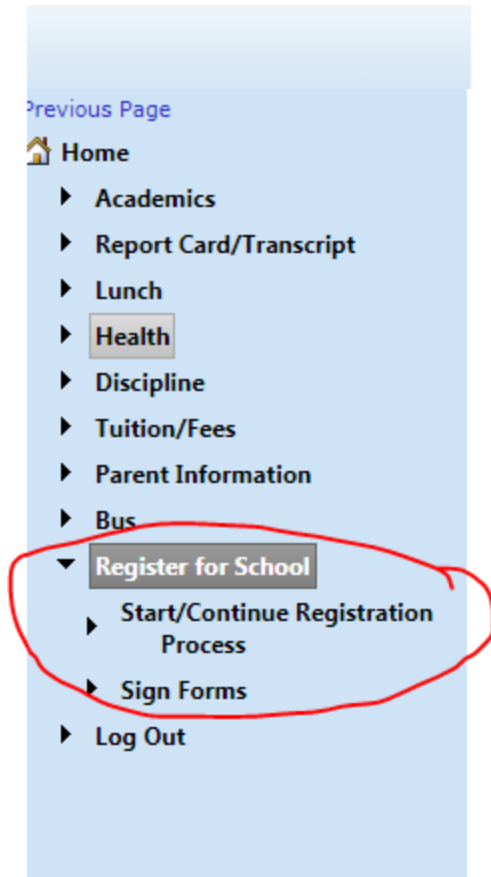 Previous Page
Home
Academics
Report Card/Transcript
Lunch
Health
Discipline
Tuition/Fees
Parent Information
Bus
Register for School
Start/Continue Registration
Process
Sign Forms
Log Out